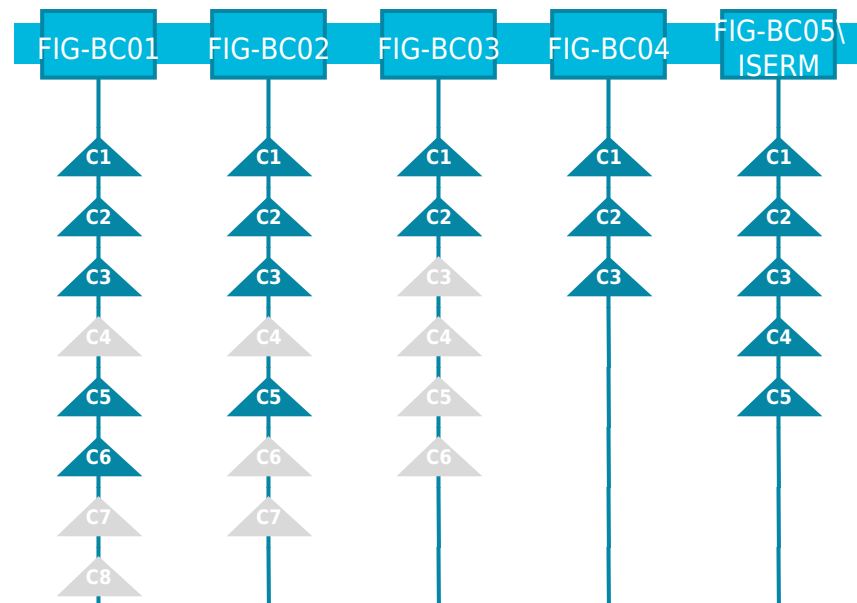 FIG-BC01
FIG-BC02
FIG-BC03
FIG-BC04
FIG-BC05\
ISERM
C1 C1 C1 C1 C1
C2 C2 C2 C2 C2
C3 C3 C3 C3 C3
C4 C4 C4 C4
C5 C5 C5 C5
C6 C6 C6
C7 C7
C8